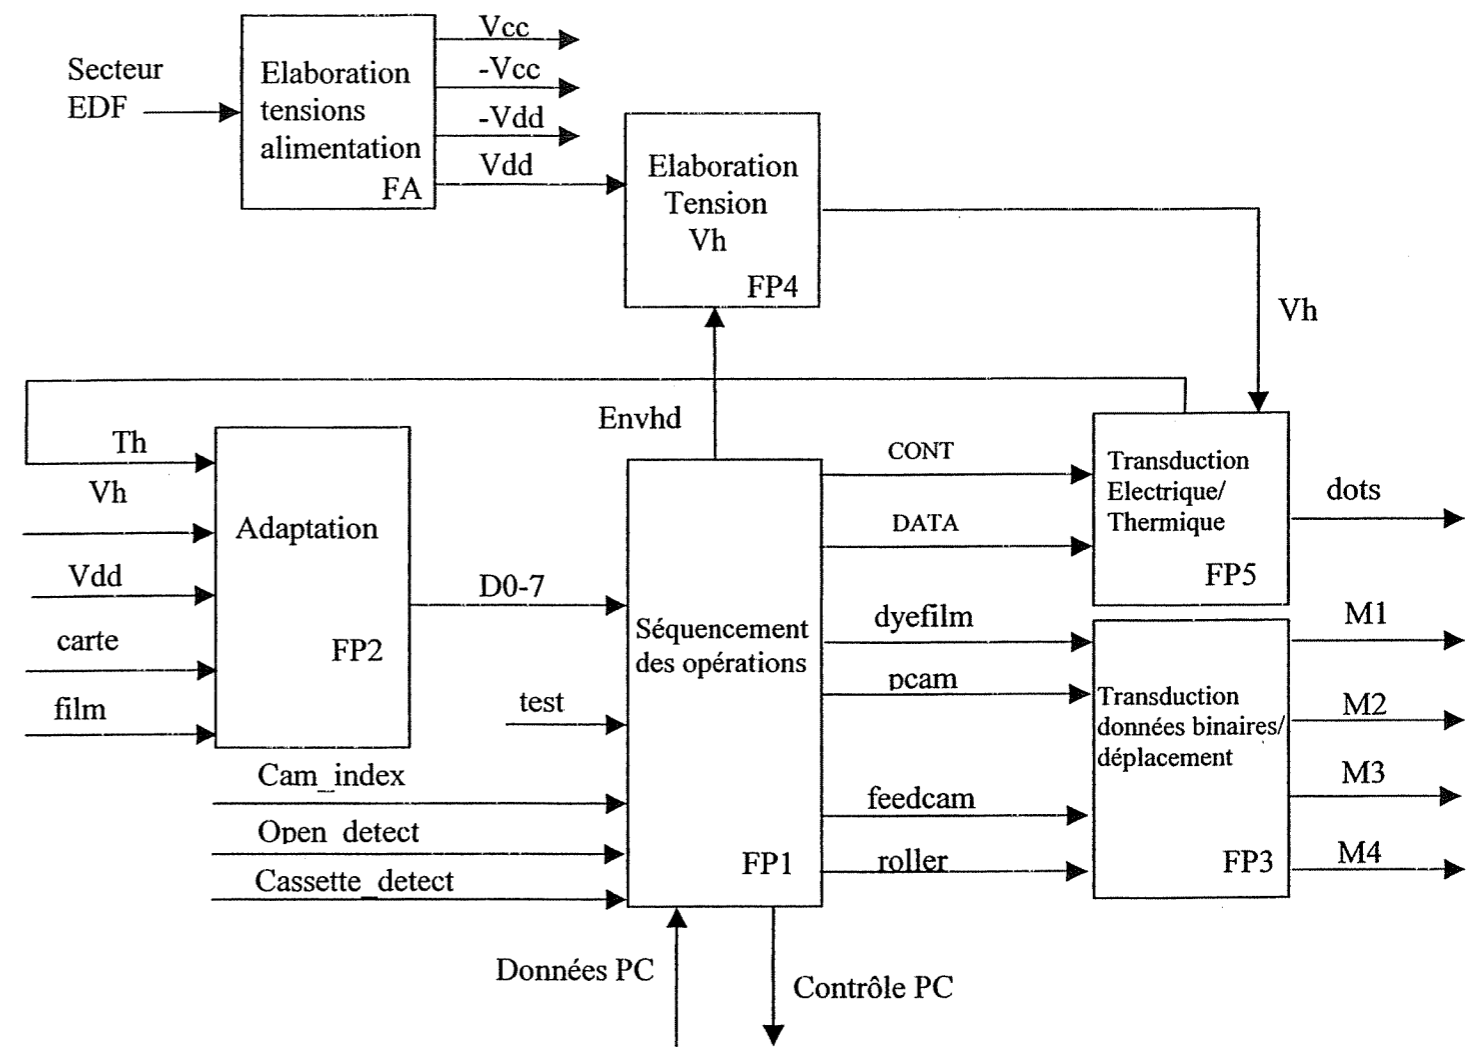 Secteur
EDF
Elaboration
tensions
alimentation
FA
Vcc
-Vcc
-Vdd
Vdd
Elaboration
Tension
Vh
FP4
Vh
Envhd
Th
Vh
Vdd
carte
film
Adaptation
FP2
D0-7
test
Cam_index
Open_detect
Cassette_detect
Séquencement
des opérations
FP1
Données PC
Contrôle PC
CONT
DATA
dyefilm
pcam
feedcam
roller
Transduction
Electrique/
Thermique
FP5
dots
Transduction
données binaires/
déplacement
FP3
M1
M2
M3
M4